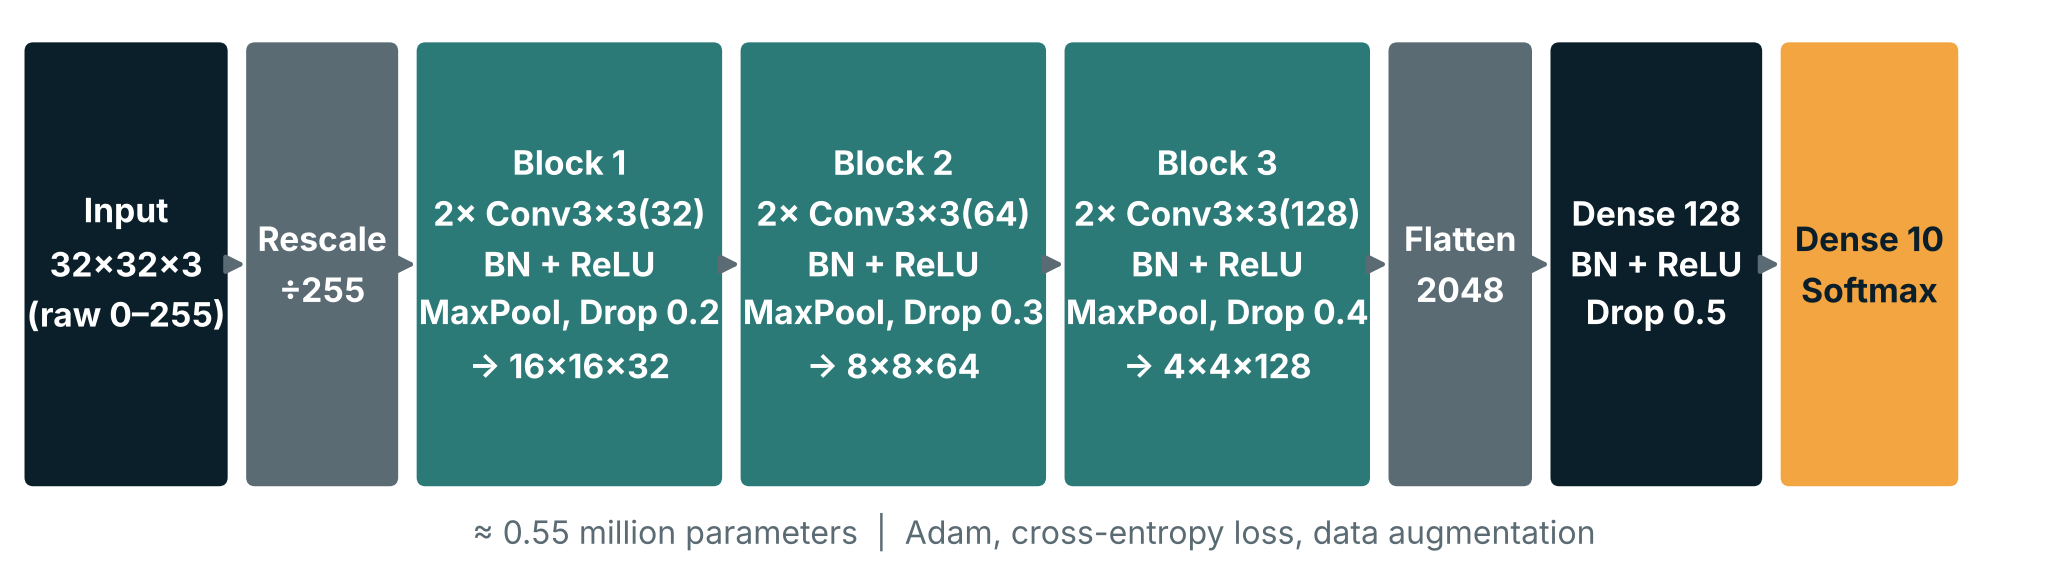 Input
32×32×3
(raw 0–255)
Rescale
÷255
Block 1
2× Conv3×3(32)
BN + ReLU
MaxPool, Drop 0.2
→ 16×16×32
Block 2
2× Conv3×3(64)
BN + ReLU
MaxPool, Drop 0.3
→ 8×8×64
Block 3
2× Conv3×3(128)
BN + ReLU
MaxPool, Drop 0.4
→ 4×4×128
Flatten
2048
Dense 128
BN + ReLU
Drop 0.5
Dense 10
Softmax
≈ 0.55 million parameters | Adam, cross-entropy loss, data augmentation